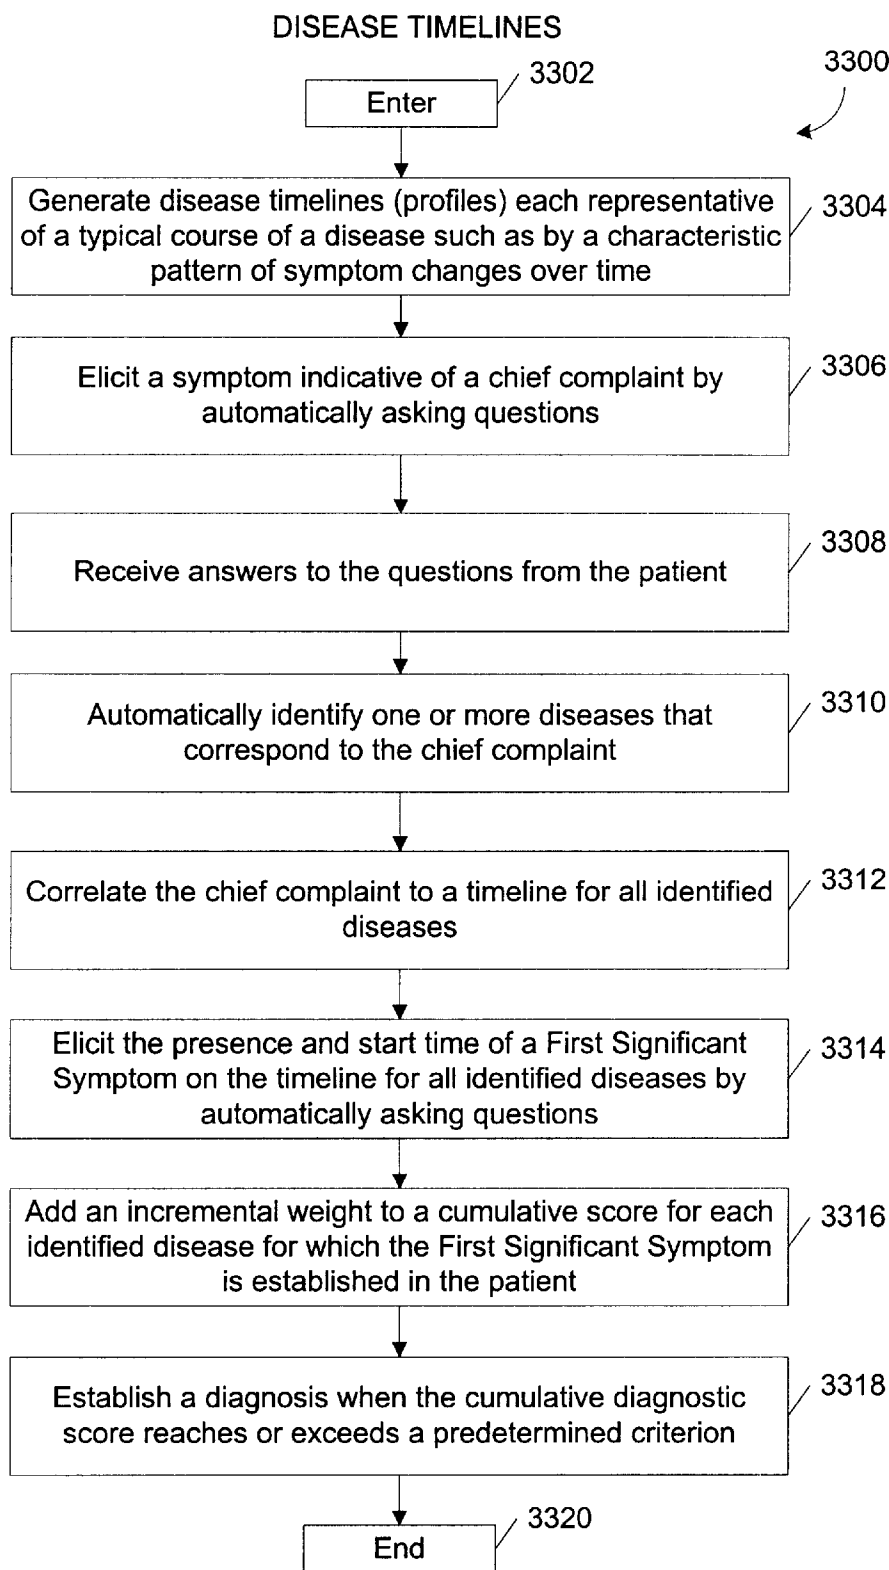 DISEASE TIMELINES
3302
3300
Enter
Generate disease timelines (profiles) each representative
of a typical course of a disease such as by a characteristic
pattern of symptom changes over time
3304
Elicit a symptom indicative of a chief complaint by
automatically asking questions
3306
Receive answers to the questions from the patient
3308
Automatically identify one or more diseases that
correspond to the chief complaint
3310
Correlate the chief complaint to a timeline for all identified
diseases
3312
Elicit the presence and start time of a First Significant
Symptom on the timeline for all identified diseases by
automatically asking questions
3314
Add an incremental weight to a cumulative score for each
identified disease for which the First Significant Symptom
is established in the patient
3316
Establish a diagnosis when the cumulative diagnostic
score reaches or exceeds a predetermined criterion
3318
3320
End